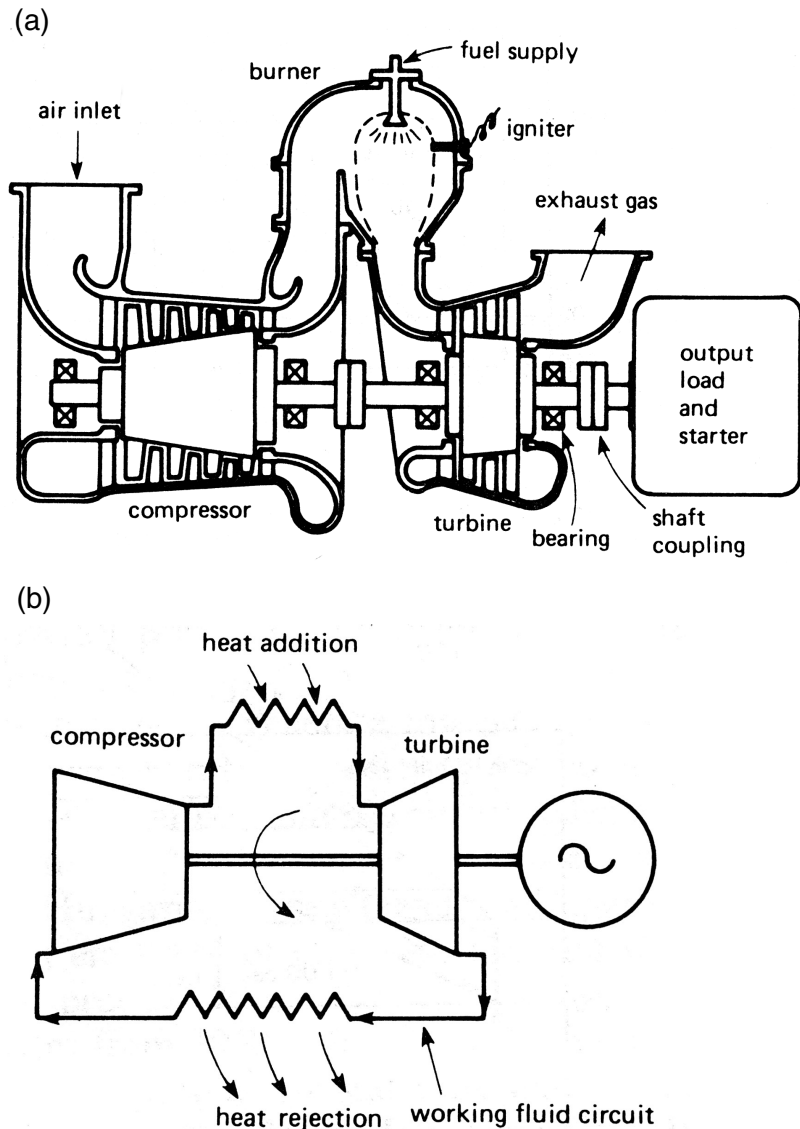 (a)
fuel supply
burner
air inlet
igniter
exhaust gas
output
load
and
starter
compressor
turbine
bearing
shaft
coupling
(b)
heat addition
compressor
turbine
heat rejection
working fluid circuit